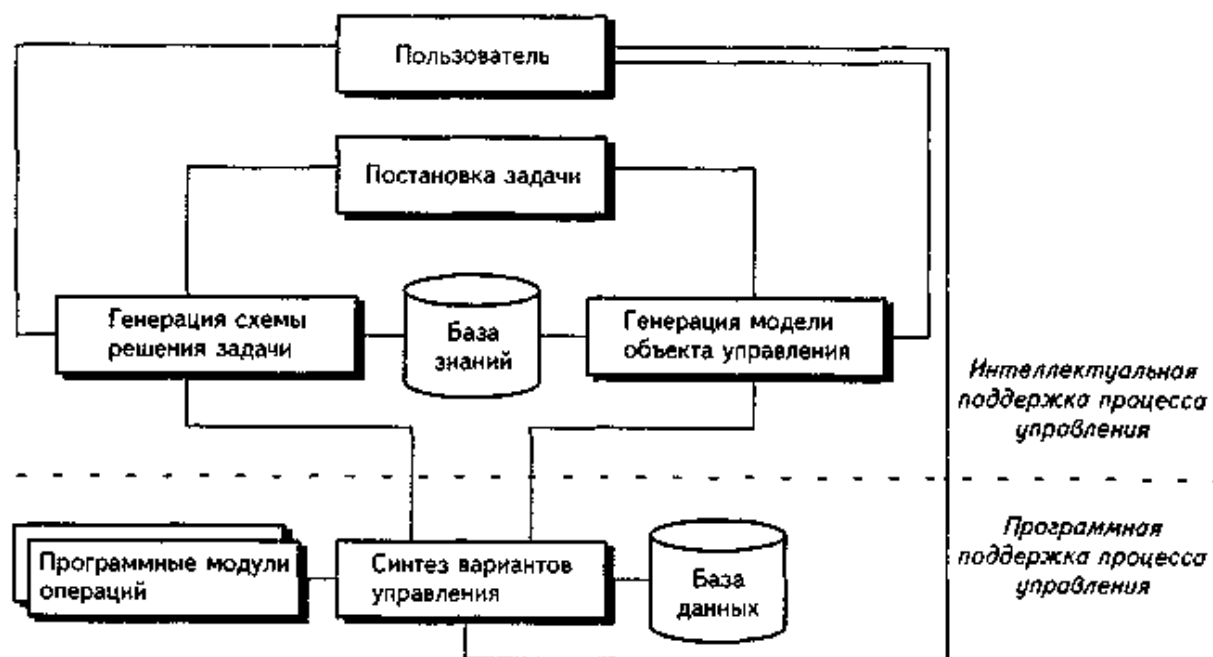 Пользователь
Постановка задачи
Генерация схемы
решения задачи
База
знаний
Генерация модели
объекта управления
Интеллектуальная
поддержка процесса
управления
Программные модули
операций
Синтез вариантов
управления
База
данных
Программная
поддержка процесса
управления